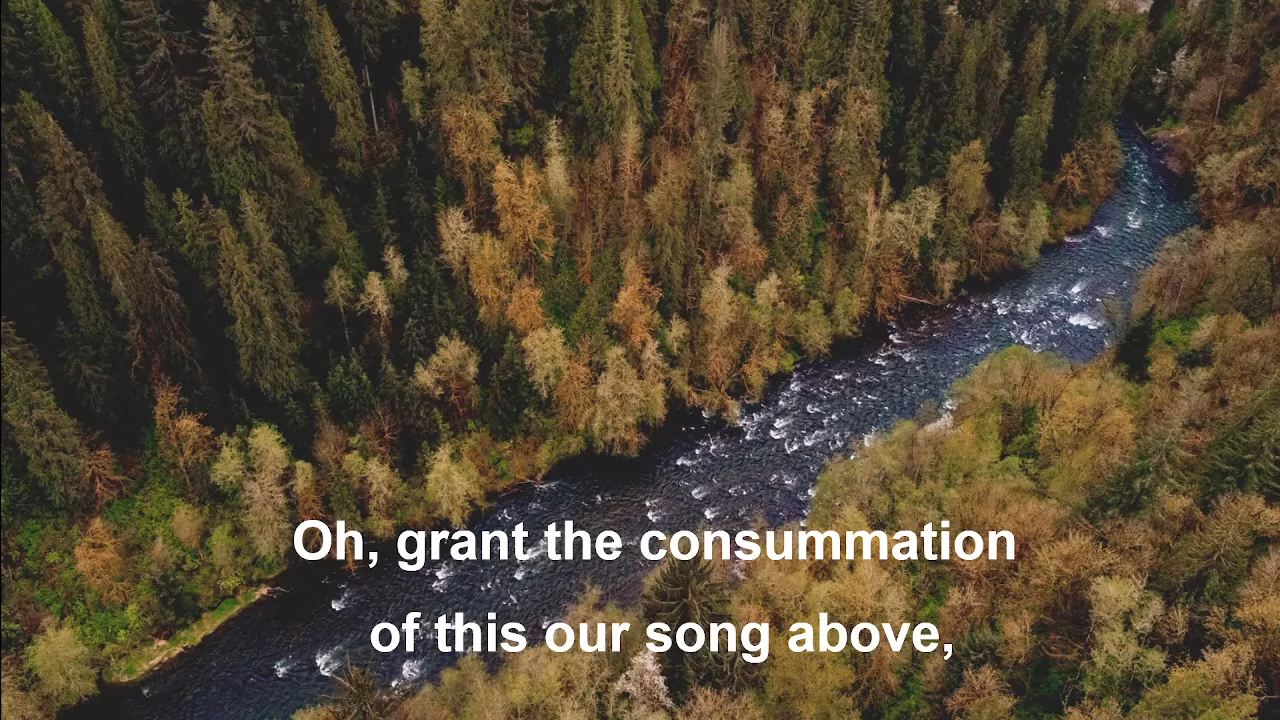 Oh, grant the consummation
of this our song above,